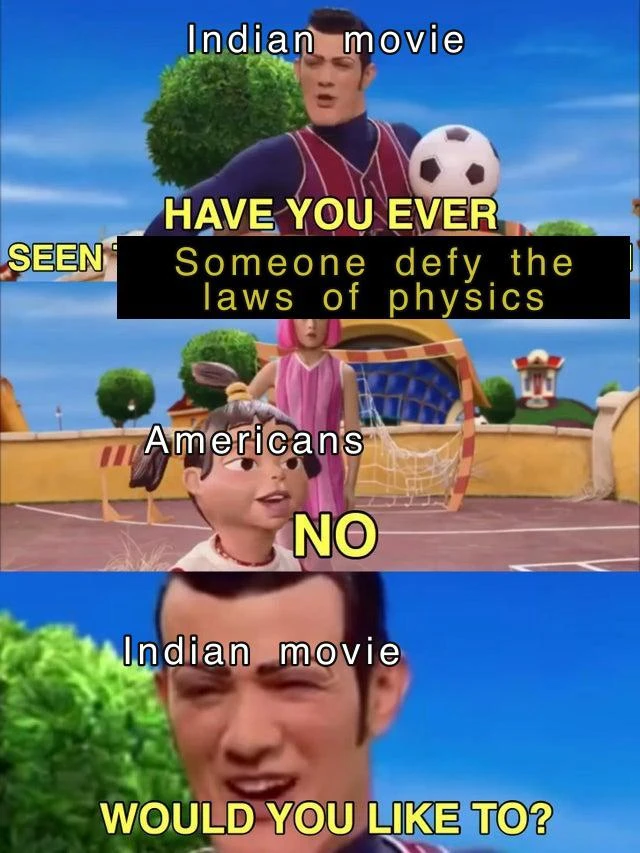 Indian movie
HAVE YOU EVER
SEEN
Someone defy the
laws of physics
Americans
NO
Indian movie
WOULD YOU LIKE TO?